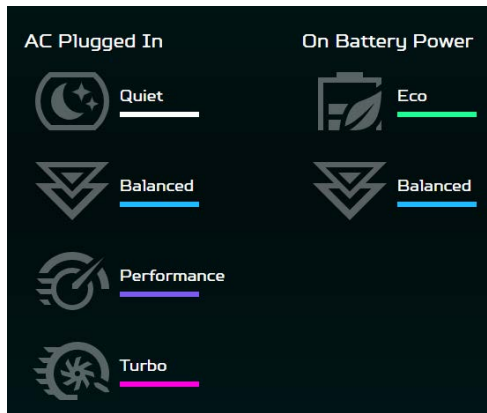 AC Plugged In
On Battery Power
Quiet
Eco
Balanced
Balanced
Performance
Turbo